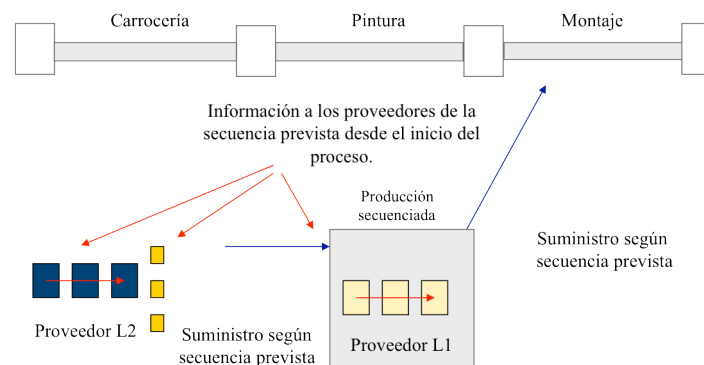 Carrocería
Pintura
Montaje
Información a los proveedores de la
secuencia prevista desde el inicio del
proceso.
Producción
secuenciada
Suministro según
secuencia prevista
Proveedor L2
Suministro según
secuencia prevista
Proveedor L1